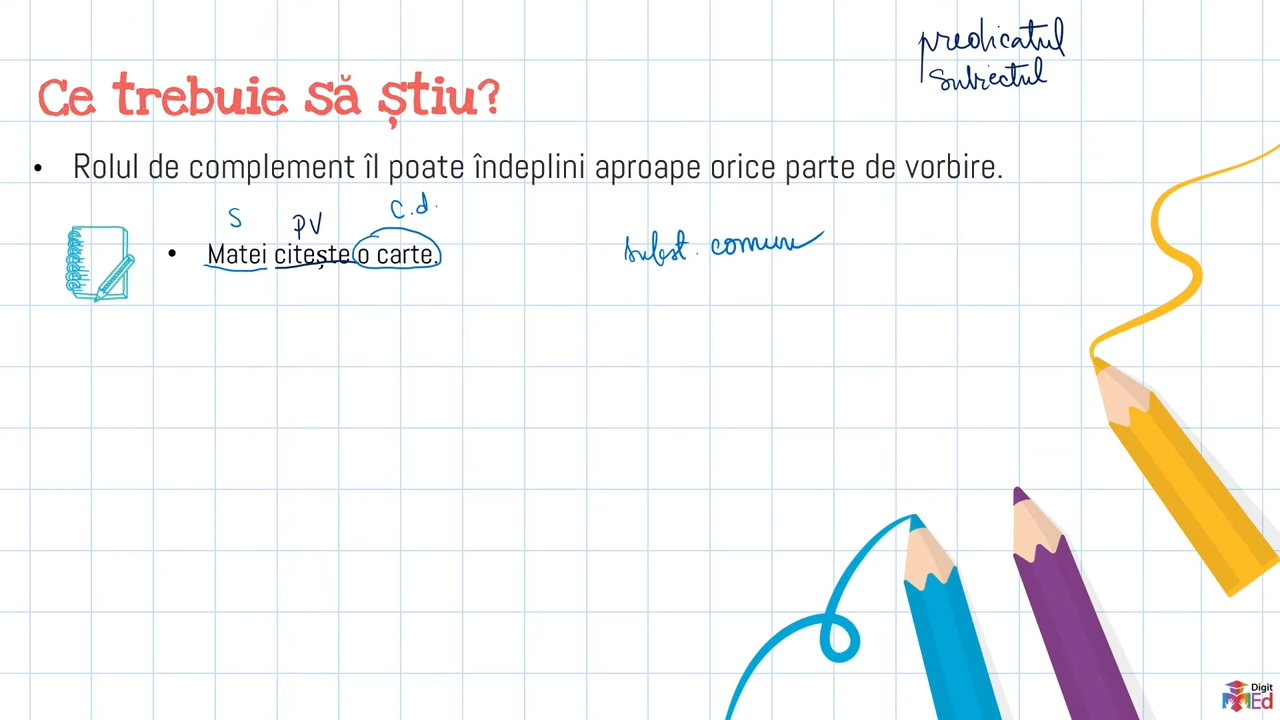 predicatul
subiectul
Ce trebuie să știu?
• Rolul de complement îl poate îndeplini aproape orice parte de vorbire.
S PV C.d.
• Matei citește o carte. subst. comun
Digit
Ed